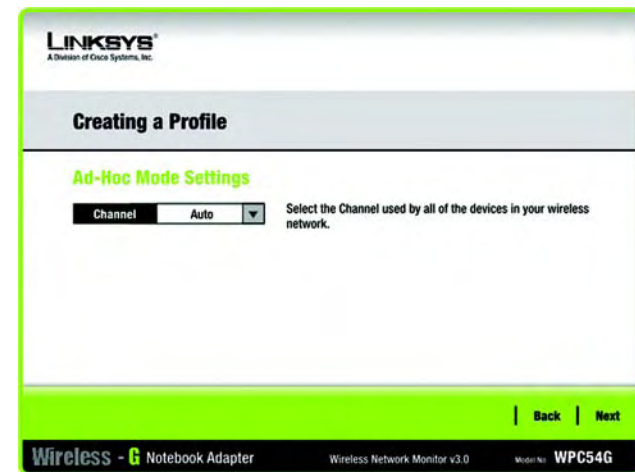 LINKSYS®
A Division of Cisco Systems, Inc.
Creating a Profile
Ad-Hoc Mode Settings
Channel Auto
Select the Channel used by all of the devices in your wireless
network.
Back Next
Wireless - G Notebook Adapter Wireless Network Monitor v3.0 Model No. WPC54G